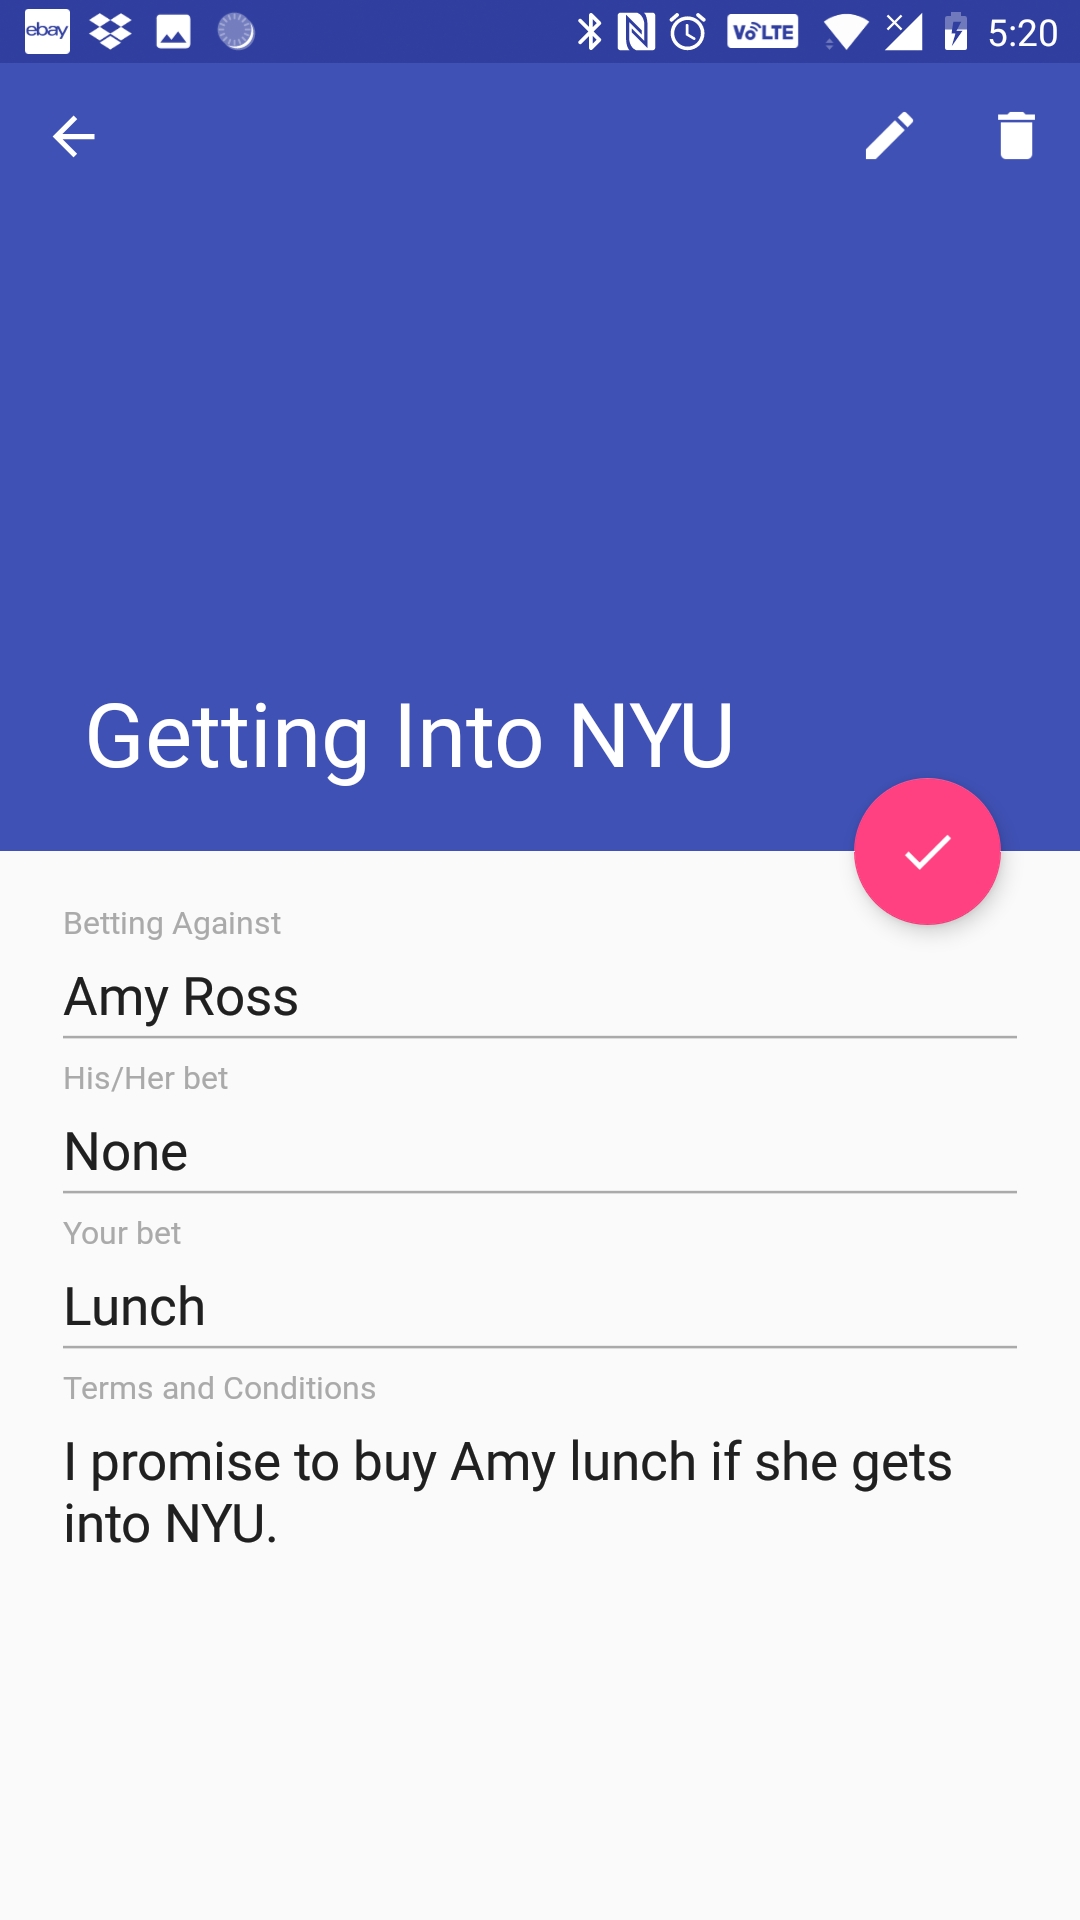 ebay
VoLTE
5:20
Getting Into NYU
Betting Against
Amy Ross
His/Her bet
None
Your bet
Lunch
Terms and Conditions
I promise to buy Amy lunch if she gets
into NYU.